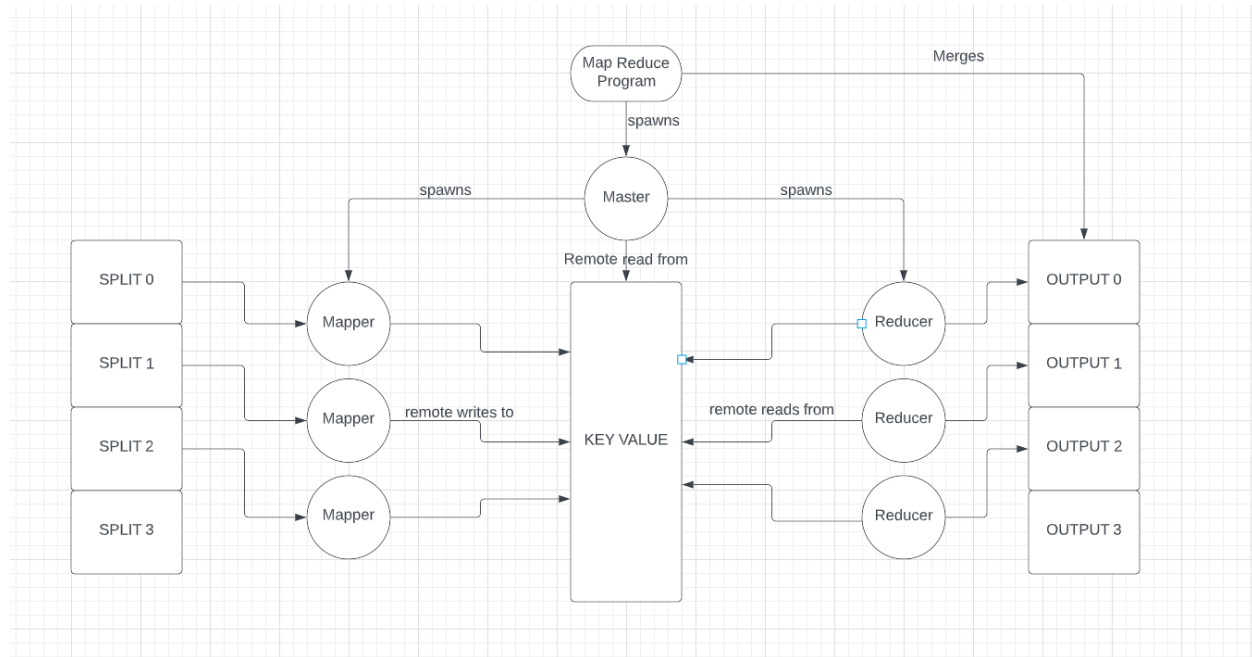 Merges
Map Reduce
Program
spawns
spawns
Master
spawns
Remote read from
SPLIT 0
Mapper
Reducer
OUTPUT 0
SPLIT 1
OUTPUT 1
Mapper
remote writes to
remote reads from
Reducer
KEY VALUE
SPLIT 2
OUTPUT 2
Mapper
Reducer
SPLIT 3
OUTPUT 3